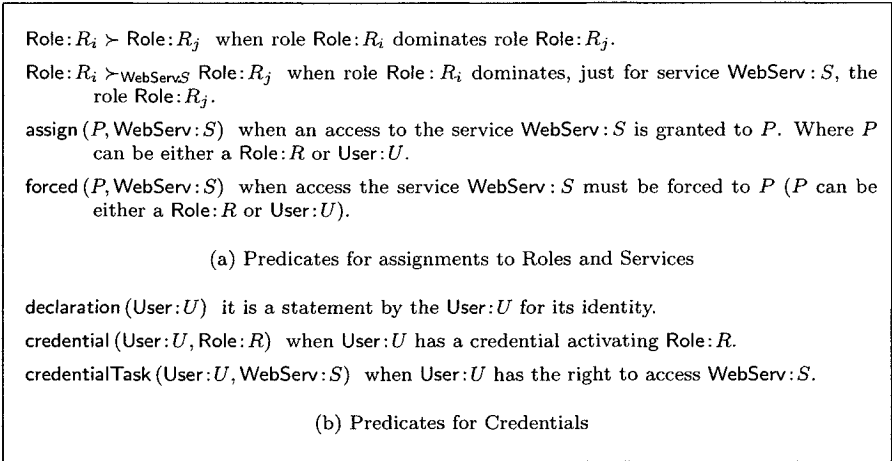 Role:R_i ≻ Role:R_j when role Role:R_i dominates role Role:R_j.
Role:R_i ≻_WebServ:S Role:R_j when role Role: R_i dominates, just for service WebServ:S, the
role Role:R_j.
assign (P, WebServ:S) when an access to the service WebServ:S is granted to P. Where P
can be either a Role:R or User:U.
forced (P, WebServ:S) when access the service WebServ: S must be forced to P (P can be
either a Role:R or User:U).
(a) Predicates for assignments to Roles and Services
declaration (User:U) it is a statement by the User:U for its identity.
credential (User:U, Role:R) when User:U has a credential activating Role:R.
credentialTask (User:U, WebServ:S) when User:U has the right to access WebServ:S.
(b) Predicates for Credentials